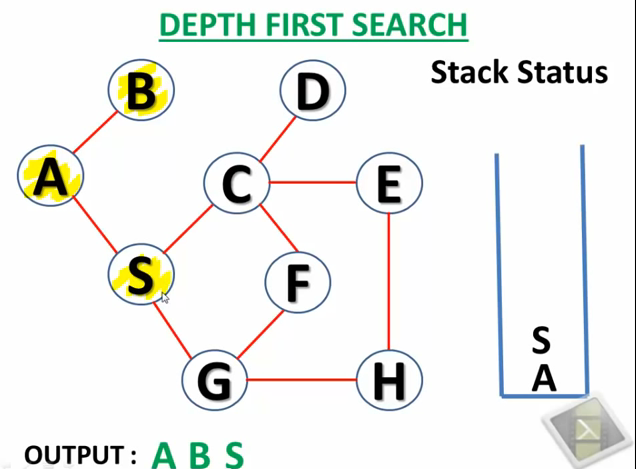 DEPTH FIRST SEARCH
Stack Status
B
D
A
C
E
S
F
G
H
S
A
OUTPUT : A B S